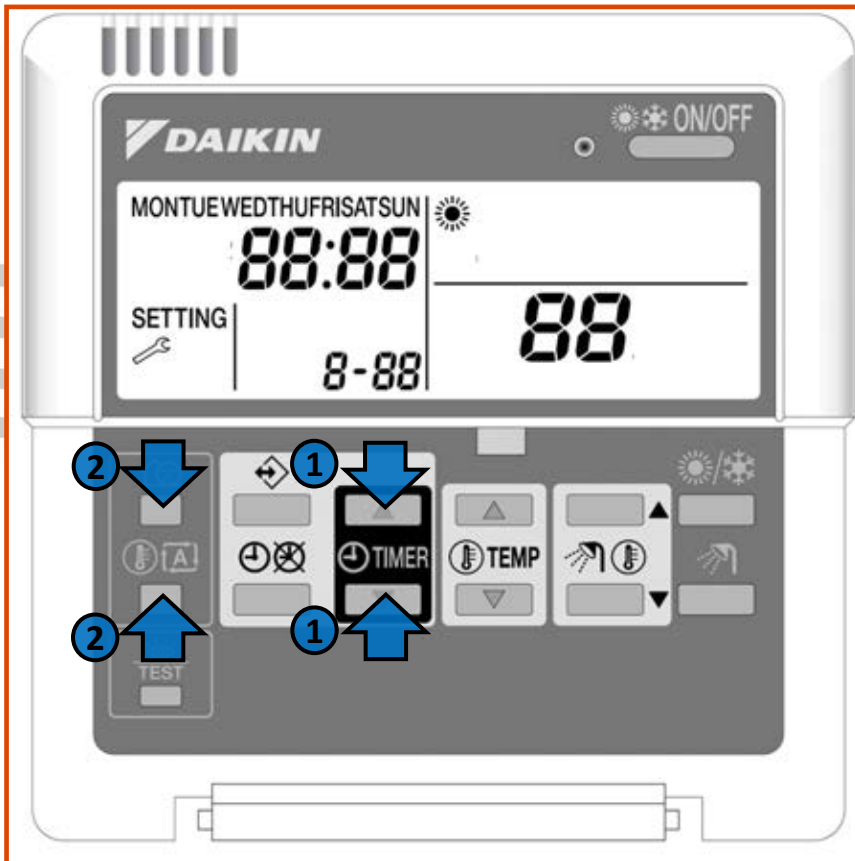 DAIKIN
ON/OFF
MONTUEWEDTHUFRISATSUN
88:88
SETTING
8-88
88
2
1
A
TIMER
TEMP
2
1
TEST